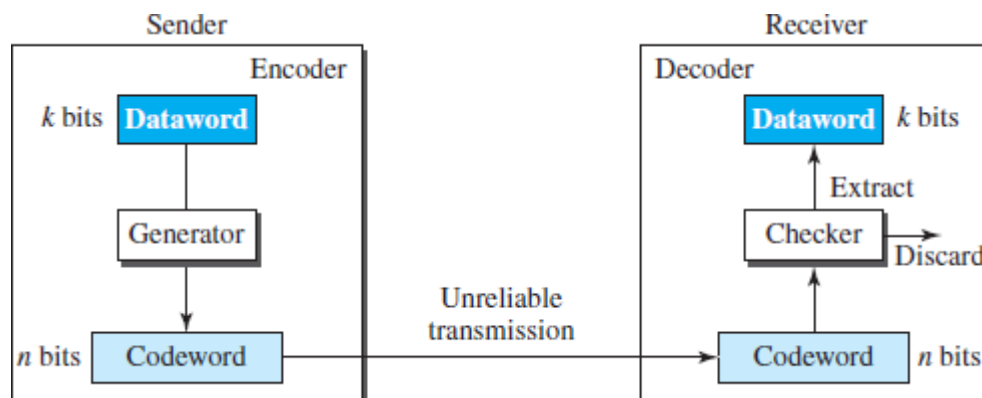 Sender
Receiver
Encoder
Decoder
k bits
Dataword
Dataword
k bits
Extract
Generator
Checker
Discard
Unreliable
transmission
n bits
Codeword
Codeword
n bits